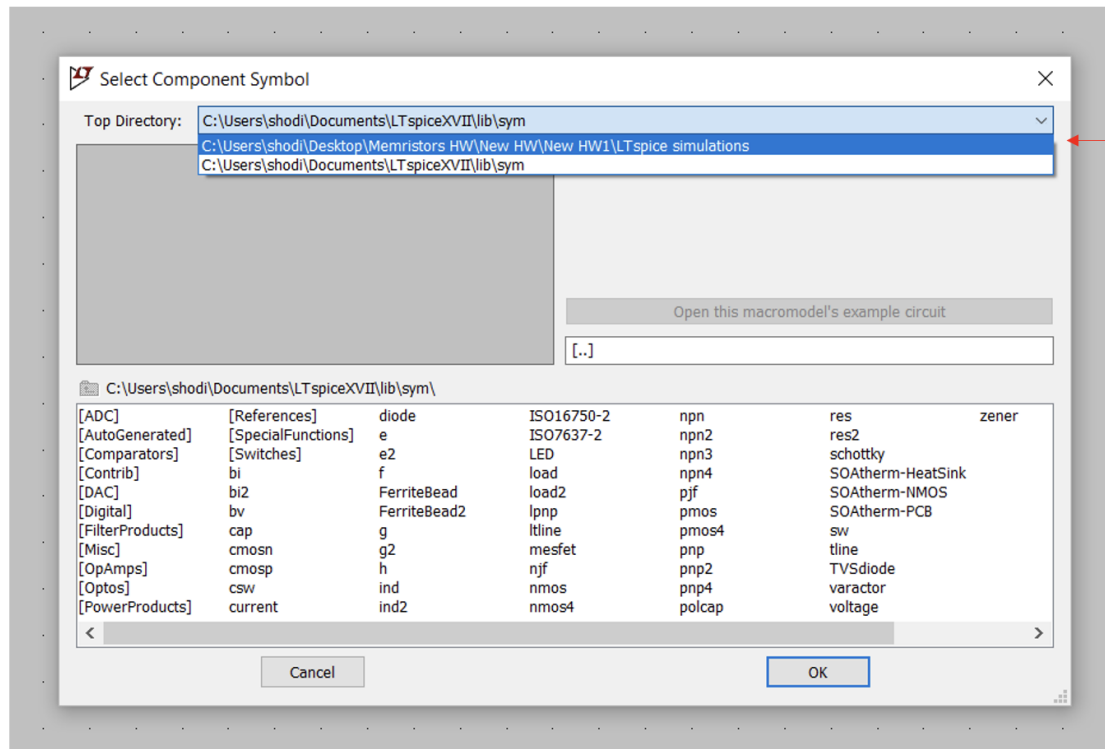 Select Component Symbol
Top Directory: C:\Users\shodi\Documents\LTspiceXVII\lib\sym
C:\Users\shodi\Desktop\Memristors HW\New HW\New HW1\LTspice simulations
C:\Users\shodi\Documents\LTspiceXVII\lib\sym
Open this macromodel's example circuit
[..]
C:\Users\shodi\Documents\LTspiceXVII\lib\sym\
[ADC] [References] diode ISO16750-2 npn res zener
[AutoGenerated] [SpecialFunctions] e ISO7637-2 npn2 res2
[Comparators] [Switches] e2 LED npn3 schottky
[Contrib] bi f load npn4 SOAtherm-HeatSink
[DAC] bi2 FerriteBead load2 pjf SOAtherm-NMOS
[Digital] bv FerriteBead2 lpnp pmos SOAtherm-PCB
[FilterProducts] cap g ltline pmos4 sw
[Misc] cmosn g2 mesfet pnp tline
[OpAmps] cmosp h njf pnp2 TVSdiode
[Optos] csw ind nmos pnp4 varactor
[PowerProducts] current ind2 nmos4 polcap voltage
Cancel OK